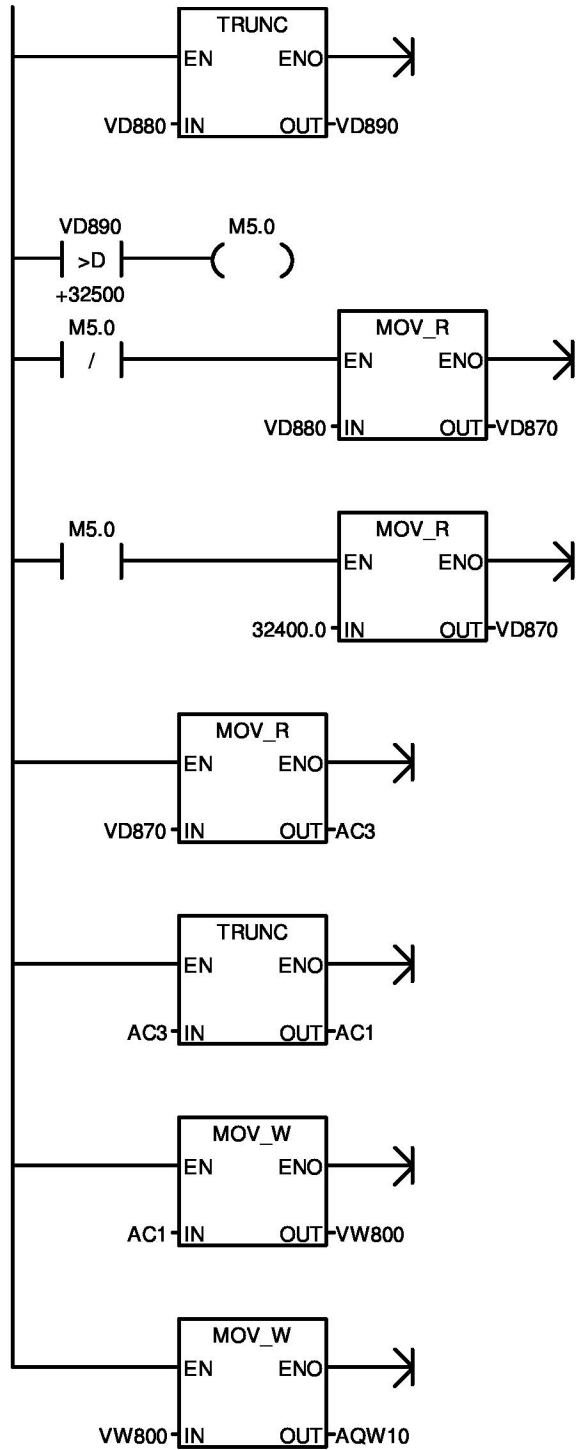 TRUNC
EN ENO
VD880 IN OUT VD890
VD890 M5.0
>D
+32500
M5.0 MOV_R
/ EN ENO
VD880 IN OUT VD870
M5.0 MOV_R
EN ENO
32400.0 IN OUT VD870
MOV_R
EN ENO
VD870 IN OUT AC3
TRUNC
EN ENO
AC3 IN OUT AC1
MOV_W
EN ENO
AC1 IN OUT VW800
MOV_W
EN ENO
VW800 IN OUT AQW10